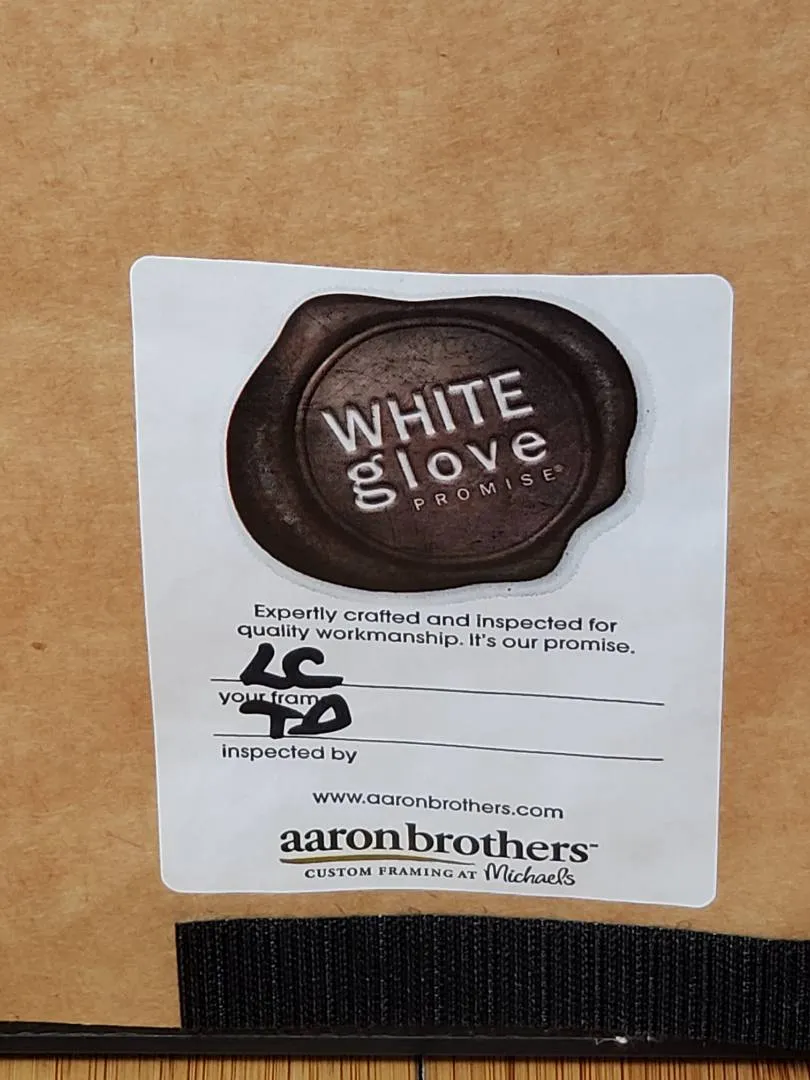 WHITE
glove
PROMISE®
Expertly crafted and inspected for
quality workmanship. It's our promise.
LC
your fram
TD
inspected by
www.aaronbrothers.com
aaronbrothers™
CUSTOM FRAMING AT Michaels